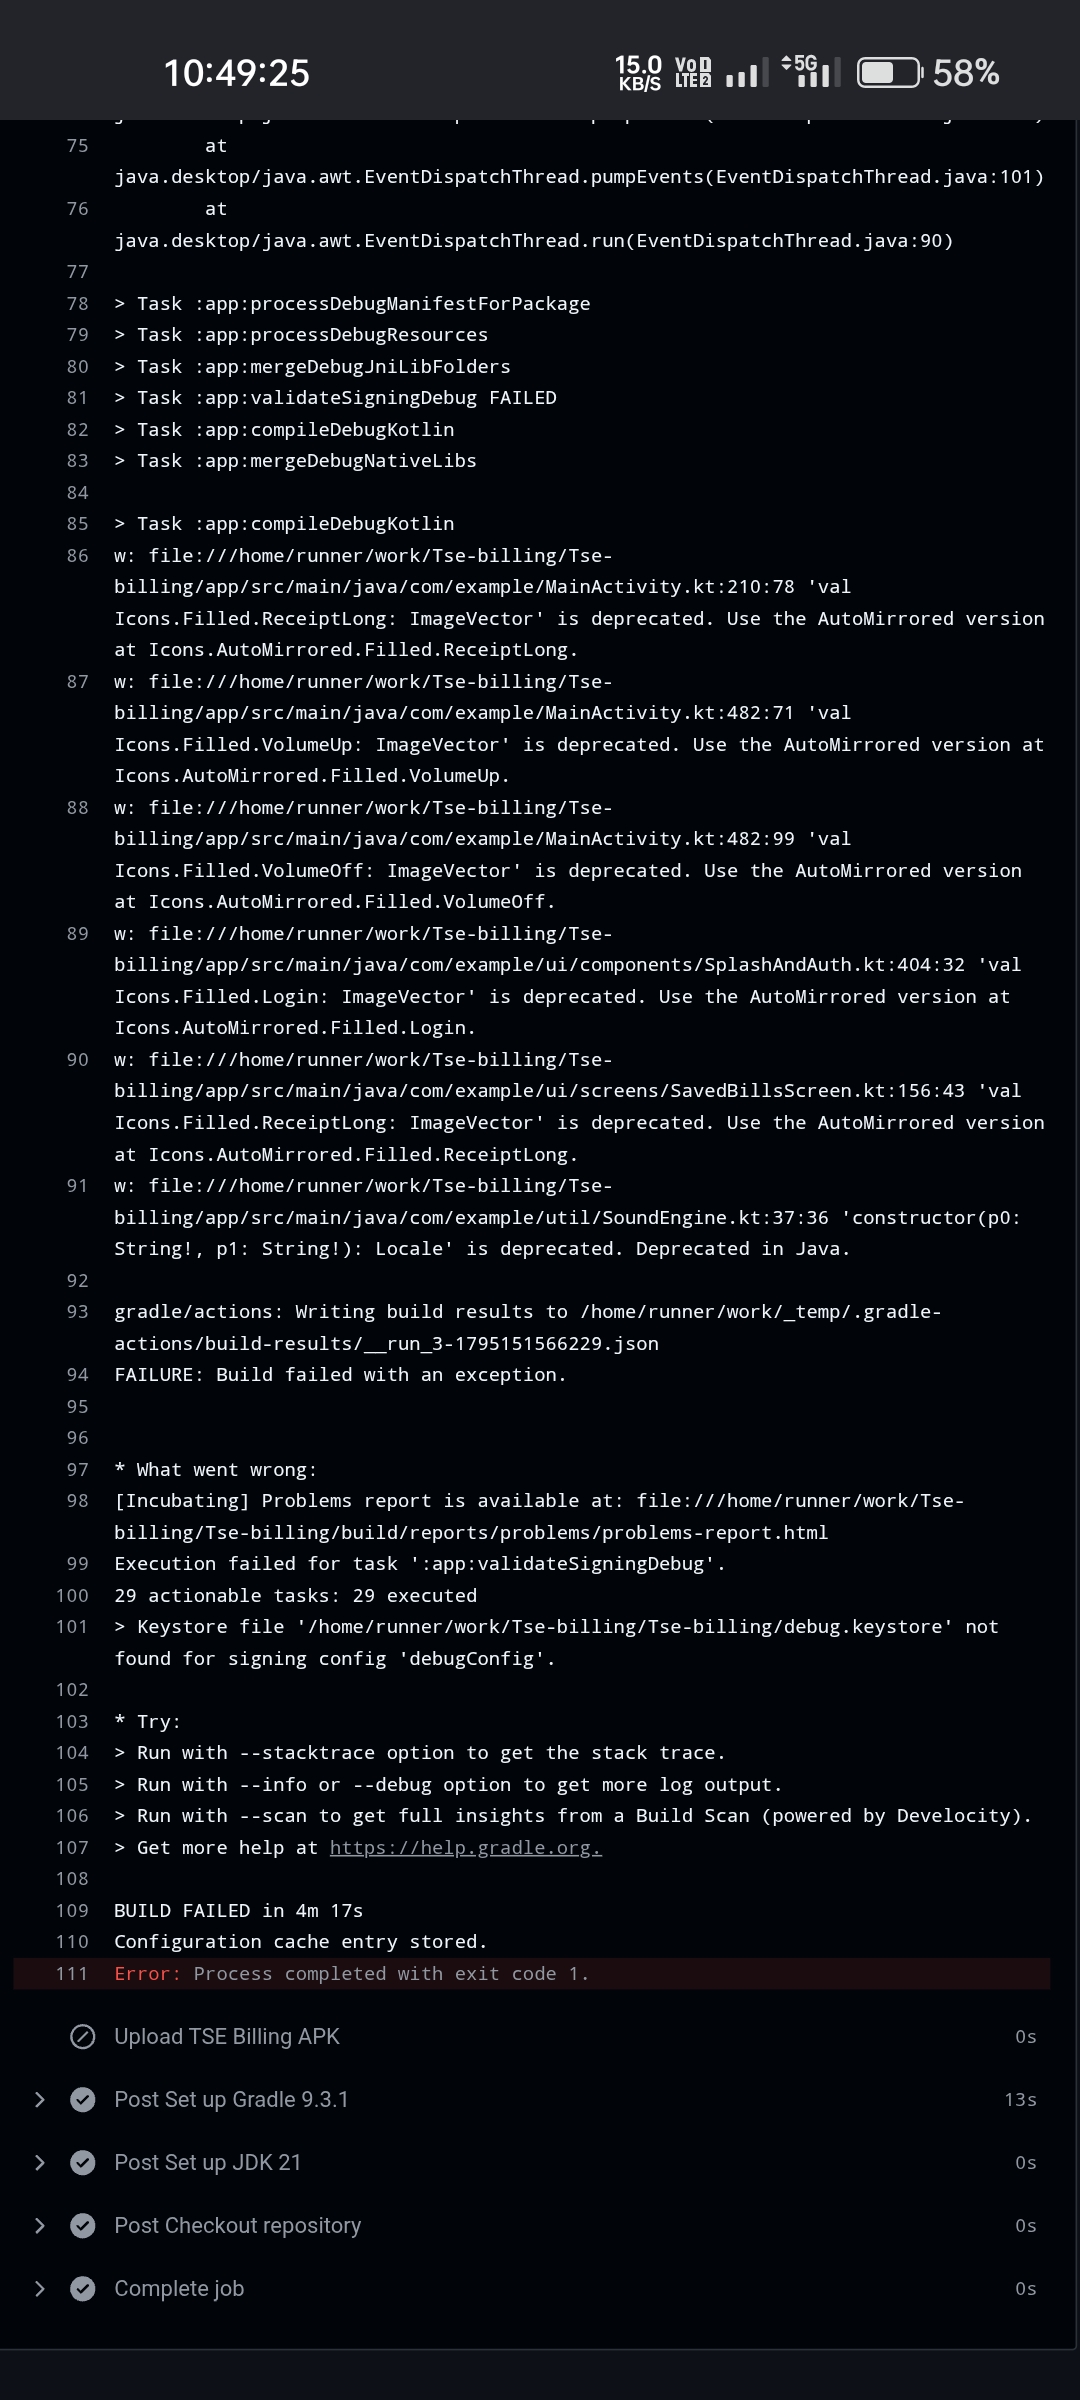 10:49:25 15.0 KB/S Vo 1 LTE 2 5G 58%
75 at
java.desktop/java.awt.EventDispatchThread.pumpEvents(EventDispatchThread.java:101)
76 at
java.desktop/java.awt.EventDispatchThread.run(EventDispatchThread.java:90)
77
78 > Task :app:processDebugManifestForPackage
79 > Task :app:processDebugResources
80 > Task :app:mergeDebugJniLibFolders
81 > Task :app:validateSigningDebug FAILED
82 > Task :app:compileDebugKotlin
83 > Task :app:mergeDebugNativeLibs
84
85 > Task :app:compileDebugKotlin
86 w: file:///home/runner/work/Tse-
billing/app/src/main/java/com/example/MainActivity.kt:210:78 'val
Icons.Filled.ReceiptLong: ImageVector' is deprecated. Use the AutoMirrored version
at Icons.AutoMirrored.Filled.ReceiptLong.
87 w: file:///home/runner/work/Tse-billing/Tse-
billing/app/src/main/java/com/example/MainActivity.kt:482:71 'val
Icons.Filled.VolumeUp: ImageVector' is deprecated. Use the AutoMirrored version at
Icons.AutoMirrored.Filled.VolumeUp.
88 w: file:///home/runner/work/Tse-billing/Tse-
billing/app/src/main/java/com/example/MainActivity.kt:482:99 'val
Icons.Filled.VolumeOff: ImageVector' is deprecated. Use the AutoMirrored version
at Icons.AutoMirrored.Filled.VolumeOff.
89 w: file:///home/runner/work/Tse-billing/Tse-
billing/app/src/main/java/com/example/ui/components/SplashAndAuth.kt:404:32 'val
Icons.Filled.Login: ImageVector' is deprecated. Use the AutoMirrored version at
Icons.AutoMirrored.Filled.Login.
90 w: file:///home/runner/work/Tse-billing/Tse-
billing/app/src/main/java/com/example/ui/screens/SavedBillsScreen.kt:156:43 'val
Icons.Filled.ReceiptLong: ImageVector' is deprecated. Use the AutoMirrored version
at Icons.AutoMirrored.Filled.ReceiptLong.
91 w: file:///home/runner/work/Tse-billing/Tse-
billing/app/src/main/java/com/example/util/SoundEngine.kt:37:36 'constructor(p0:
String!, p1: String!): Locale' is deprecated. Deprecated in Java.
92
93 gradle/actions: Writing build results to /home/runner/work/_temp/.gradle-
actions/build-results/__run_3-1795151566229.json
94 FAILURE: Build failed with an exception.
95
96
97 * What went wrong:
98 [Incubating] Problems report is available at: file:///home/runner/work/Tse-
billing/Tse-billing/build/reports/problems/problems-report.html
99 Execution failed for task ':app:validateSigningDebug'.
100 29 actionable tasks: 29 executed
101 > Keystore file '/home/runner/work/Tse-billing/Tse-billing/debug.keystore' not
found for signing config 'debugConfig'.
102
103 * Try:
104 > Run with --stacktrace option to get the stack trace.
105 > Run with --info or --debug option to get more log output.
106 > Run with --scan to get full insights from a Build Scan (powered by Develocity).
107 > Get more help at https://help.gradle.org.
108
109 BUILD FAILED in 4m 17s
110 Configuration cache entry stored.
111 Error: Process completed with exit code 1.
Upload TSE Billing APK 0s
Post Set up Gradle 9.3.1 13s
Post Set up JDK 21 0s
Post Checkout repository 0s
Complete job 0s